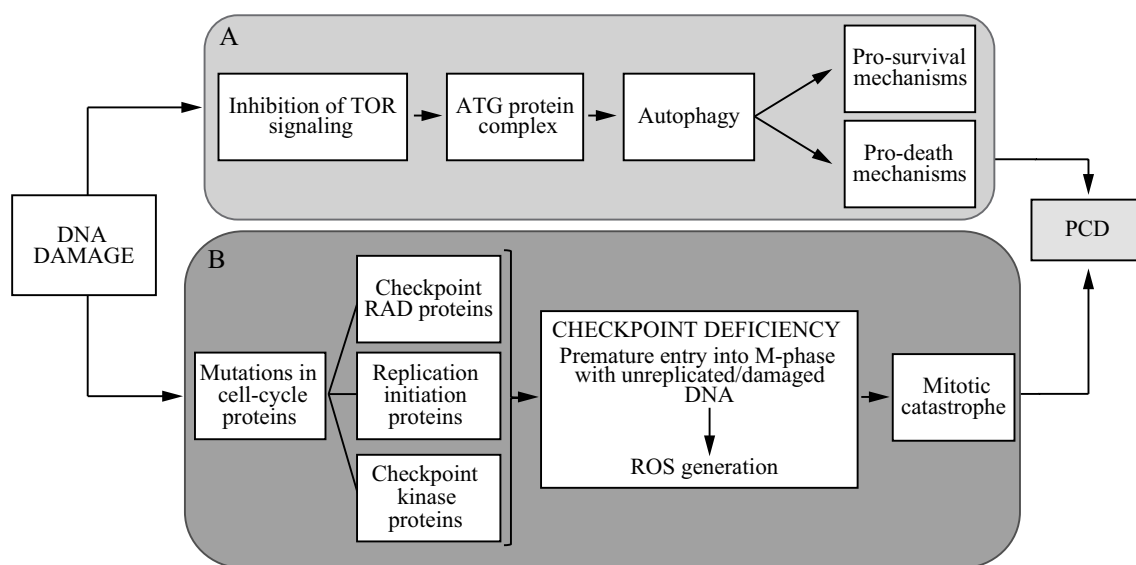 A
Inhibition of TOR
signaling
ATG protein
complex
Autophagy
Pro-survival
mechanisms
Pro-death
mechanisms
DNA
DAMAGE
PCD
B
Mutations in
cell-cycle
proteins
Checkpoint
RAD proteins
Replication
initiation
proteins
Checkpoint
kinase
proteins
CHECKPOINT DEFICIENCY
Premature entry into M-phase
with unreplicated/damaged
DNA
ROS generation
Mitotic
catastrophe